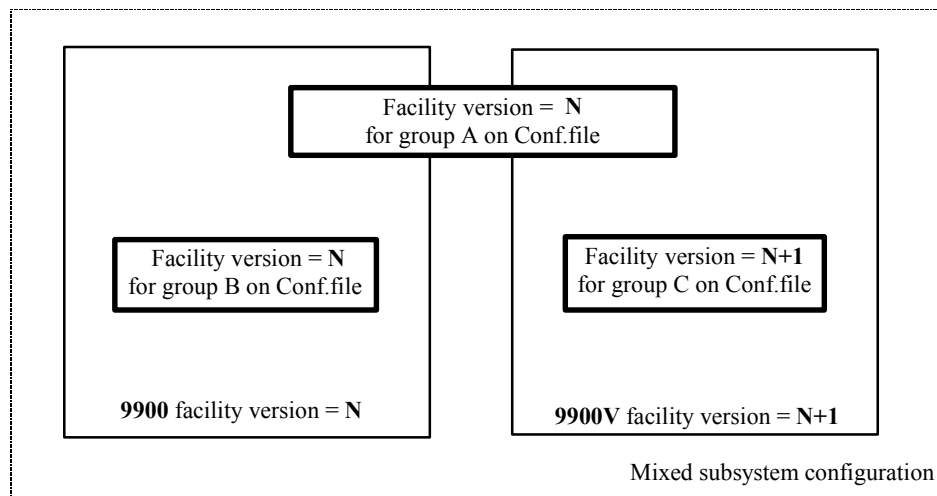 Facility version = N
for group A on Conf.file
Facility version = N
for group B on Conf.file
Facility version = N+1
for group C on Conf.file
9900 facility version = N
9900V facility version = N+1
Mixed subsystem configuration